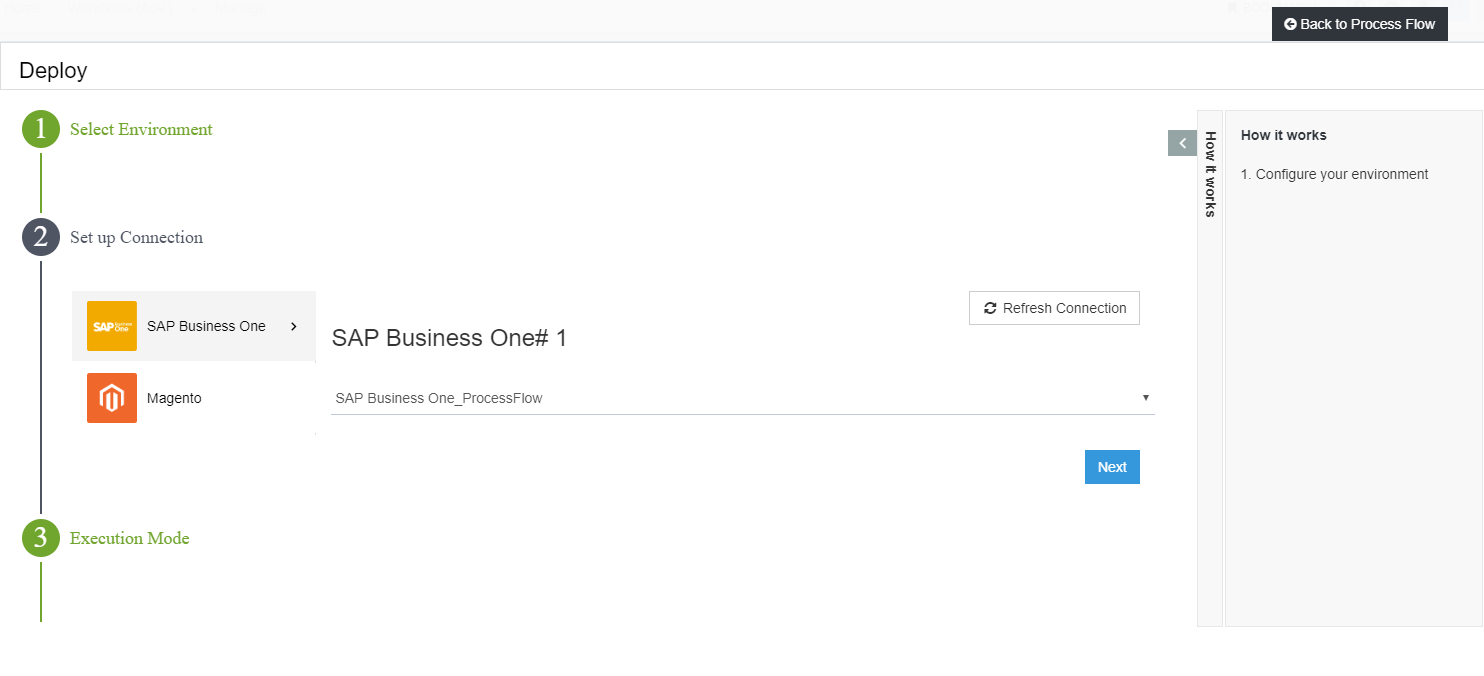 Back to Process Flow
Deploy
1 Select Environment
How it works
How it works
1. Configure your environment
2 Set up Connection
SAP Business One
SAP Business One
Refresh Connection
SAP Business One# 1
Magento
SAP Business One_ProcessFlow
Next
3 Execution Mode